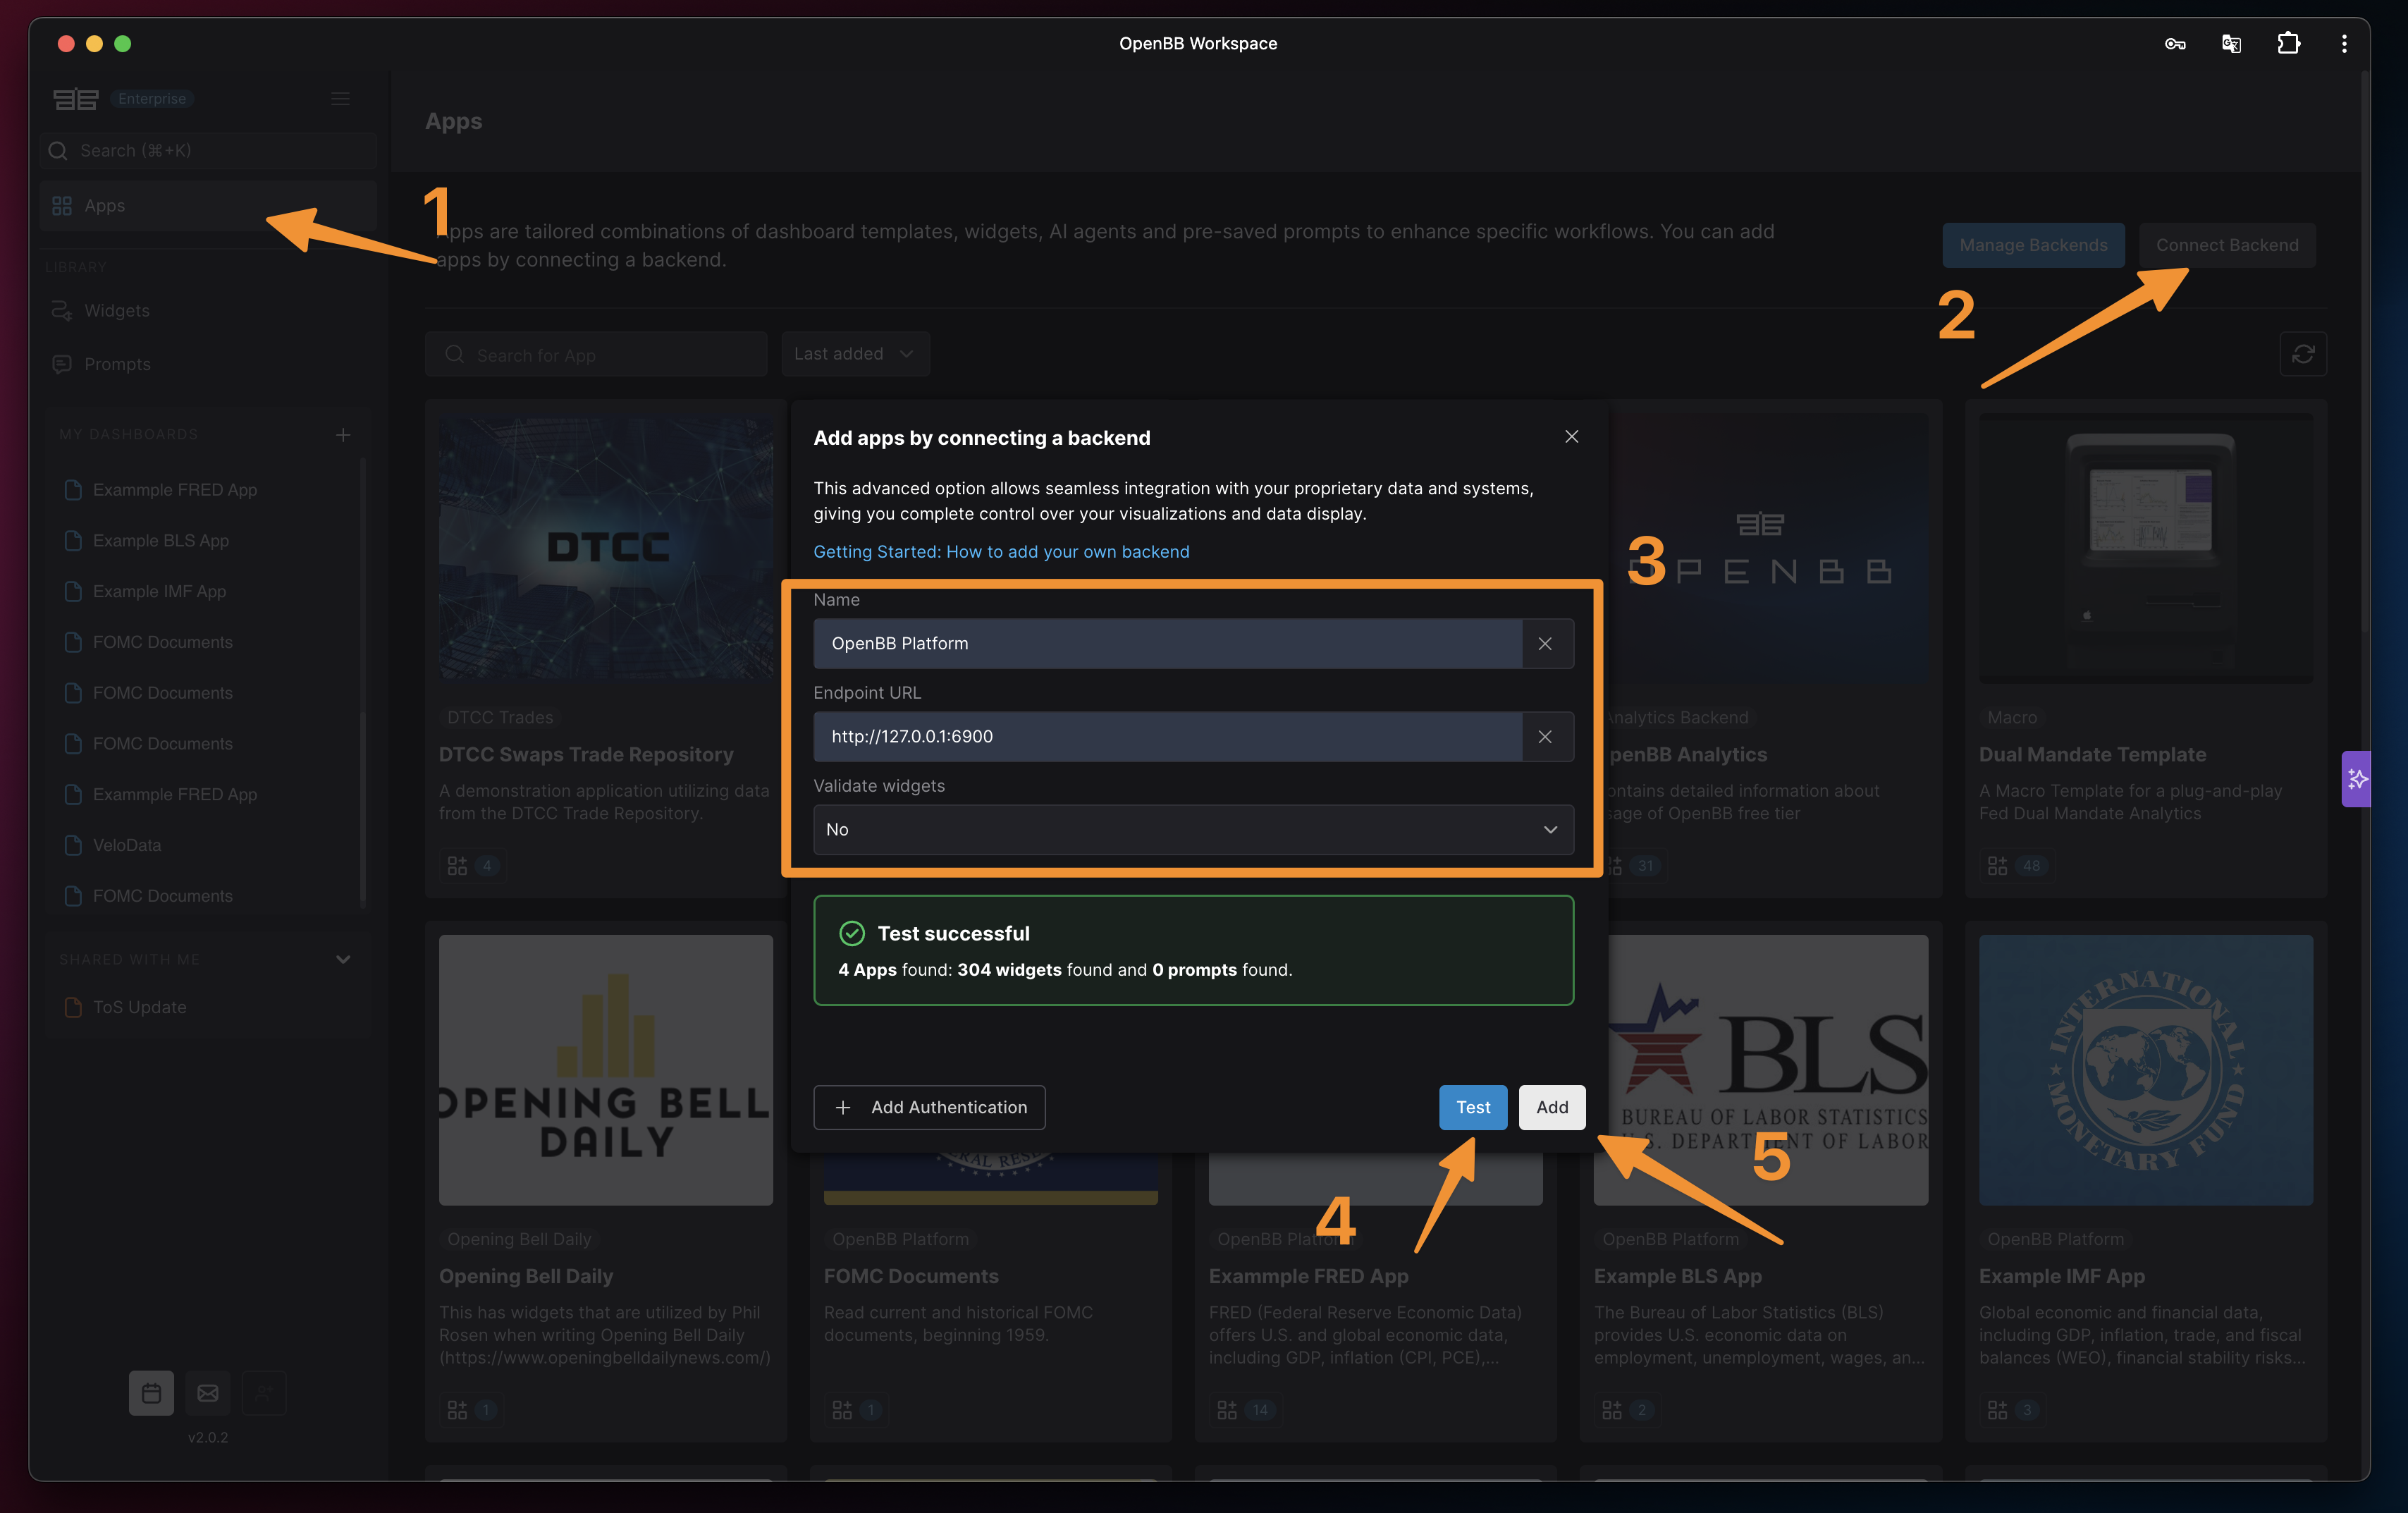 OpenBB Workspace
Enterprise
Search (⌘+K)
Apps
LIBRARY
Widgets
Prompts
MY DASHBOARDS
Exammple FRED App
Example BLS App
Example IMF App
FOMC Documents
FOMC Documents
FOMC Documents
Exammple FRED App
VeloData
FOMC Documents
SHARED WITH ME
ToS Update
v2.0.2
Apps
1
Apps are tailored combinations of dashboard templates, widgets, AI agents and pre-saved prompts to enhance specific workflows. You can add
apps by connecting a backend.
Manage Backends
Connect Backend
2
Search for App
Last added
DTCC
DTCC Trades
DTCC Swaps Trade Repository
A demonstration application utilizing data
from the DTCC Trade Repository.
4
Add apps by connecting a backend
This advanced option allows seamless integration with your proprietary data and systems,
giving you complete control over your visualizations and data display.
Getting Started: How to add your own backend
Name
OpenBB Platform
Endpoint URL
http://127.0.0.1:6900
Validate widgets
No
Test successful
4 Apps found: 304 widgets found and 0 prompts found.
Add Authentication
Test
Add
3
OPENBB
Analytics Backend
OpenBB Analytics
ontains detailed information about
sage of OpenBB free tier
31
Macro
Dual Mandate Template
A Macro Template for a plug-and-play
Fed Dual Mandate Analytics
48
4
5
OPENING BELL
DAILY
Opening Bell Daily
Opening Bell Daily
This has widgets that are utilized by Phil
Rosen when writing Opening Bell Daily
(https://www.openingbelldailynews.com/)
1
OpenBB Platform
FOMC Documents
Read current and historical FOMC
documents, beginning 1959.
1
OpenBB Platform
Exammple FRED App
FRED (Federal Reserve Economic Data)
offers U.S. and global economic data,
including GDP, inflation (CPI, PCE),...
14
BLS
BUREAU OF LABOR STATISTICS
U.S. DEPARTMENT OF LABOR
OpenBB Platform
Example BLS App
The Bureau of Labor Statistics (BLS)
provides U.S. economic data on
employment, unemployment, wages, an...
2
INTERNATIONAL
MONETARY FUND
OpenBB Platform
Example IMF App
Global economic and financial data,
including GDP, inflation, trade, and fiscal
balances (WEO), financial stability risks...
3